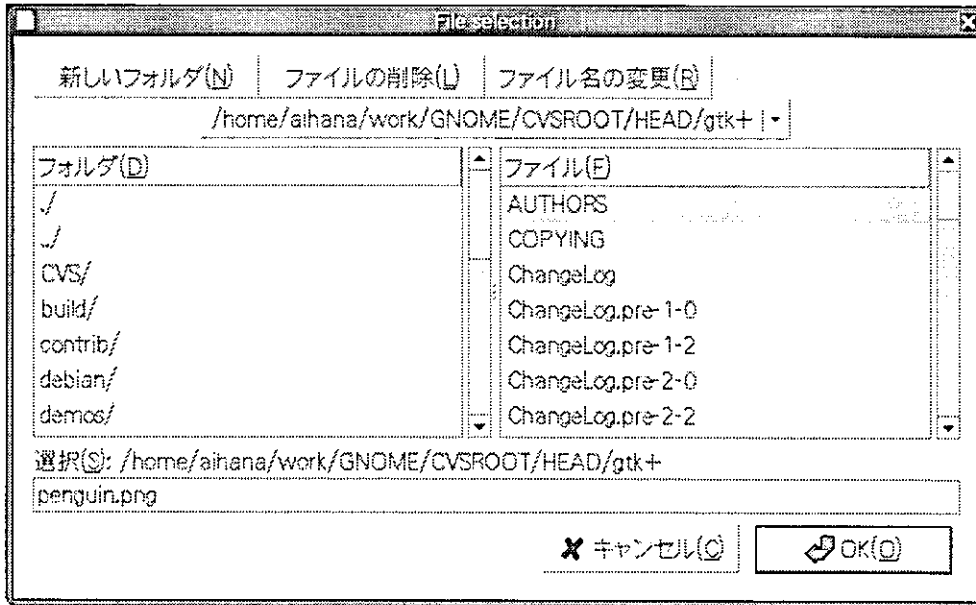 File selection
新しいフォルダ(N) ファイルの削除(L) ファイル名の変更(R)
/home/aihana/work/GNOME/CVSROOT/HEAD/gtk+
フォルダ(D)
./
../
CVS/
build/
contrib/
debian/
demos/
ファイル(F)
AUTHORS
COPYING
ChangeLog
ChangeLog.pre-1-0
ChangeLog.pre-1-2
ChangeLog.pre-2-0
ChangeLog.pre-2-2
選択(S): /home/aihana/work/GNOME/CVSROOT/HEAD/gtk+
penguin.png
キャンセル(C) OK(O)